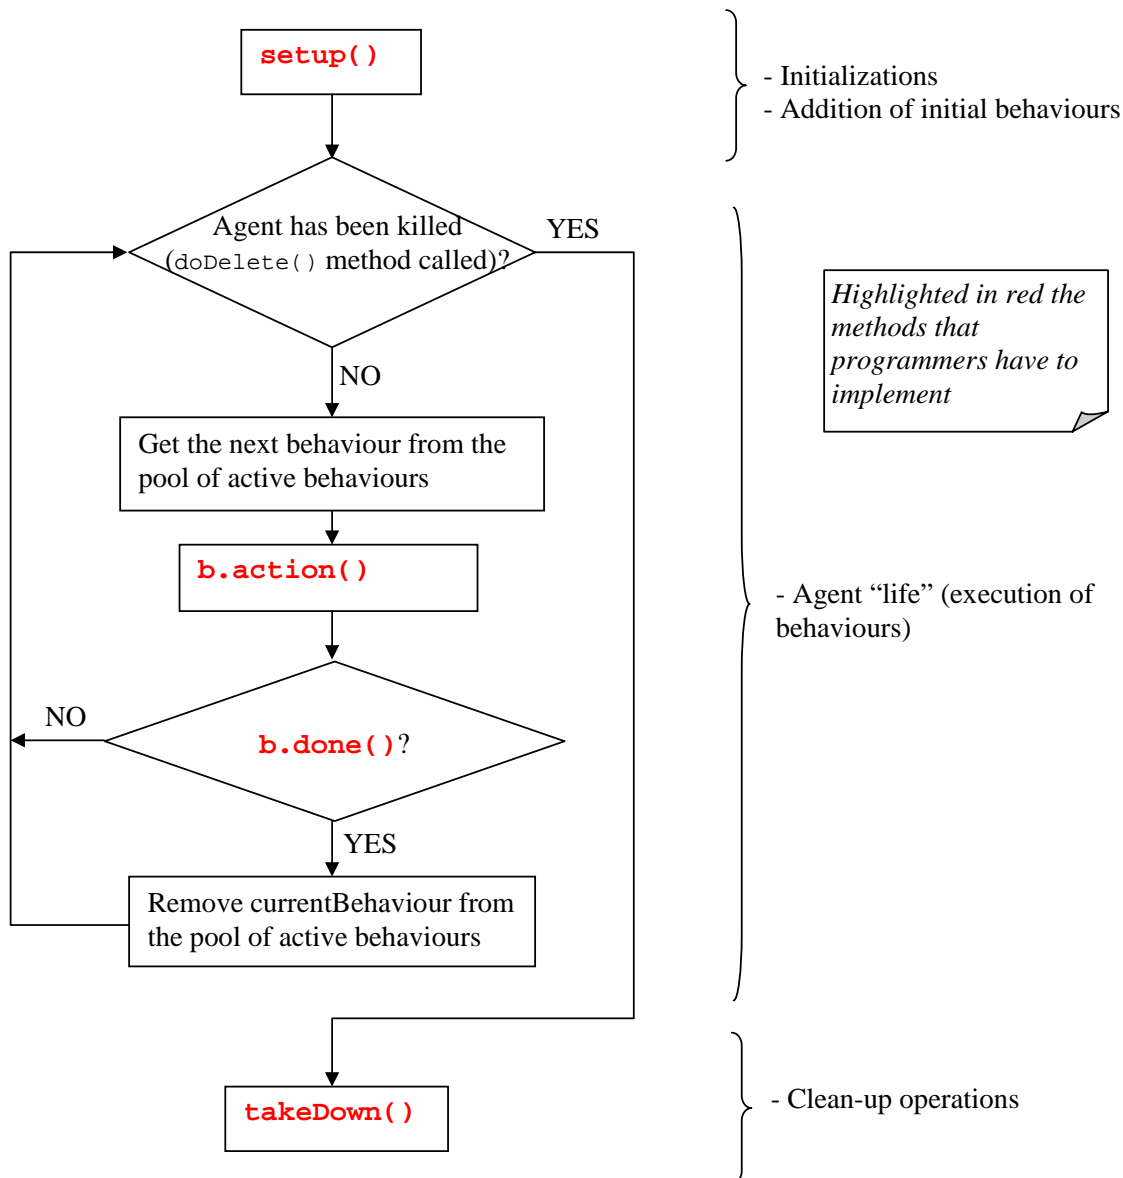 setup()
- Initializations
- Addition of initial behaviours
Agent has been killed
(doDelete() method called)?
YES
Highlighted in red the
methods that
programmers have to
implement
NO
Get the next behaviour from the
pool of active behaviours
b.action()
- Agent “life” (execution of
behaviours)
NO
b.done()?
YES
Remove currentBehaviour from
the pool of active behaviours
takeDown()
- Clean-up operations